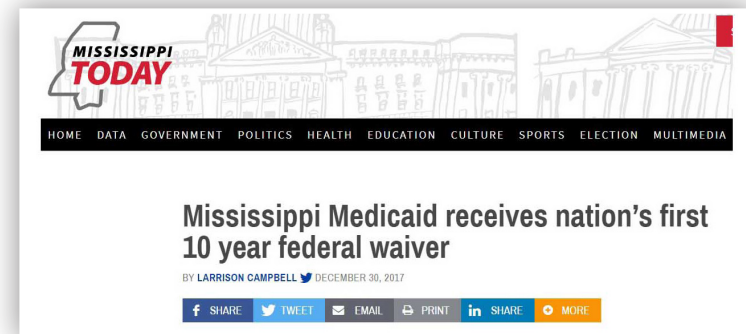 MISSISSIPPI
TODAY
HOME DATA GOVERNMENT POLITICS HEALTH EDUCATION CULTURE SPORTS ELECTION MULTIMEDIA
Mississippi Medicaid receives nation's first
10 year federal waiver
BY LARRISON CAMPBELL DECEMBER 30, 2017
SHARE TWEET EMAIL PRINT in SHARE MORE